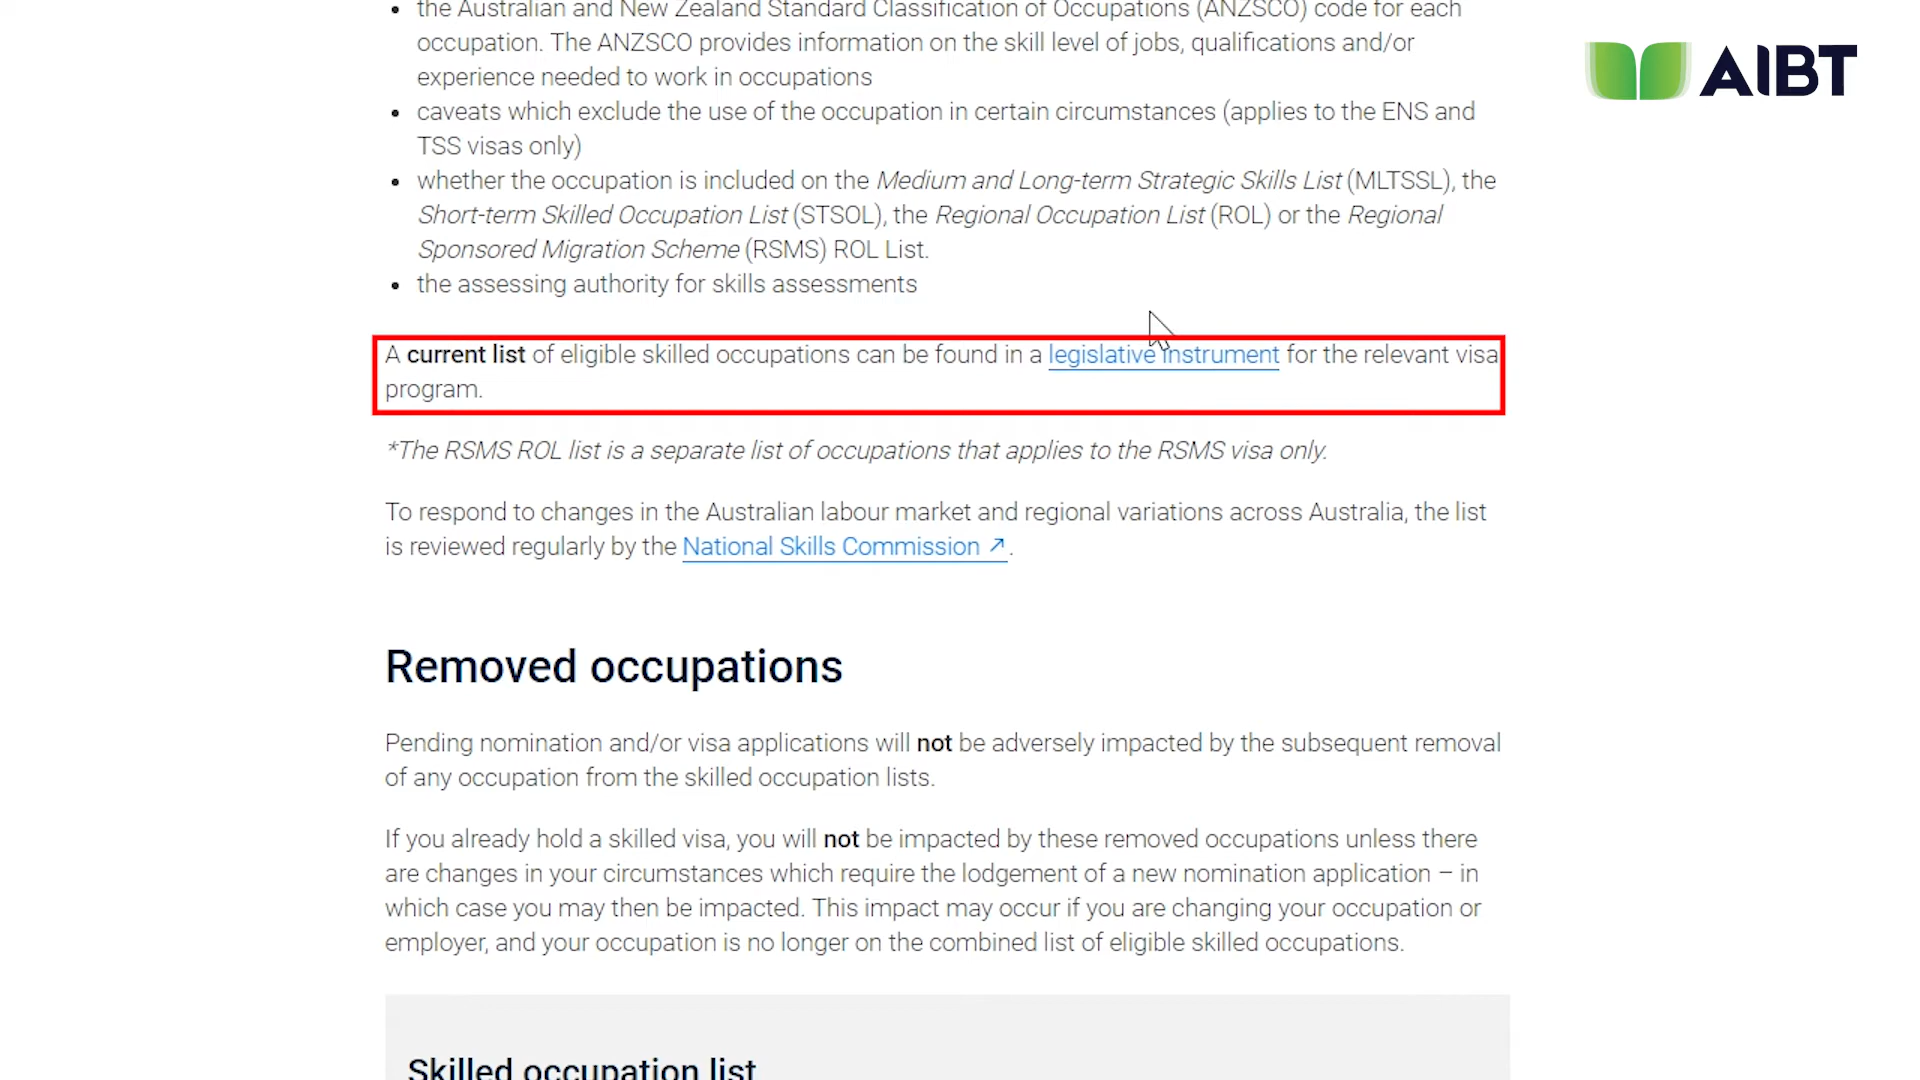 the Australian and New Zealand Standard Classification of Occupations (ANZSCO) code for each
occupation. The ANZSCO provides information on the skill level of jobs, qualifications and/or
experience needed to work in occupations
caveats which exclude the use of the occupation in certain circumstances (applies to the ENS and
TSS visas only)
whether the occupation is included on the Medium and Long-term Strategic Skills List (MLTSSL), the
Short-term Skilled Occupation List (STSOL), the Regional Occupation List (ROL) or the Regional
Sponsored Migration Scheme (RSMS) ROL List.
the assessing authority for skills assessments
AIBT
A current list of eligible skilled occupations can be found in a legislative instrument for the relevant visa
program.
*The RSMS ROL list is a separate list of occupations that applies to the RSMS visa only.
To respond to changes in the Australian labour market and regional variations across Australia, the list
is reviewed regularly by the National Skills Commission ↗.
Removed occupations
Pending nomination and/or visa applications will not be adversely impacted by the subsequent removal
of any occupation from the skilled occupation lists.
If you already hold a skilled visa, you will not be impacted by these removed occupations unless there
are changes in your circumstances which require the lodgement of a new nomination application – in
which case you may then be impacted. This impact may occur if you are changing your occupation or
employer, and your occupation is no longer on the combined list of eligible skilled occupations.
Skilled occupation list